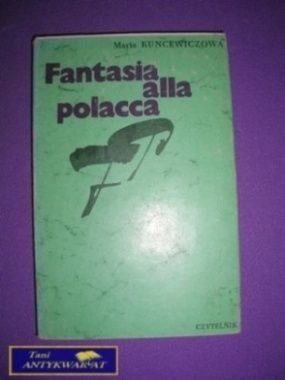 Maria KUNCEWICZOWA
Fantasia
alla
polacca
CZYTELNIK
Tani
ANTYKWARIAT